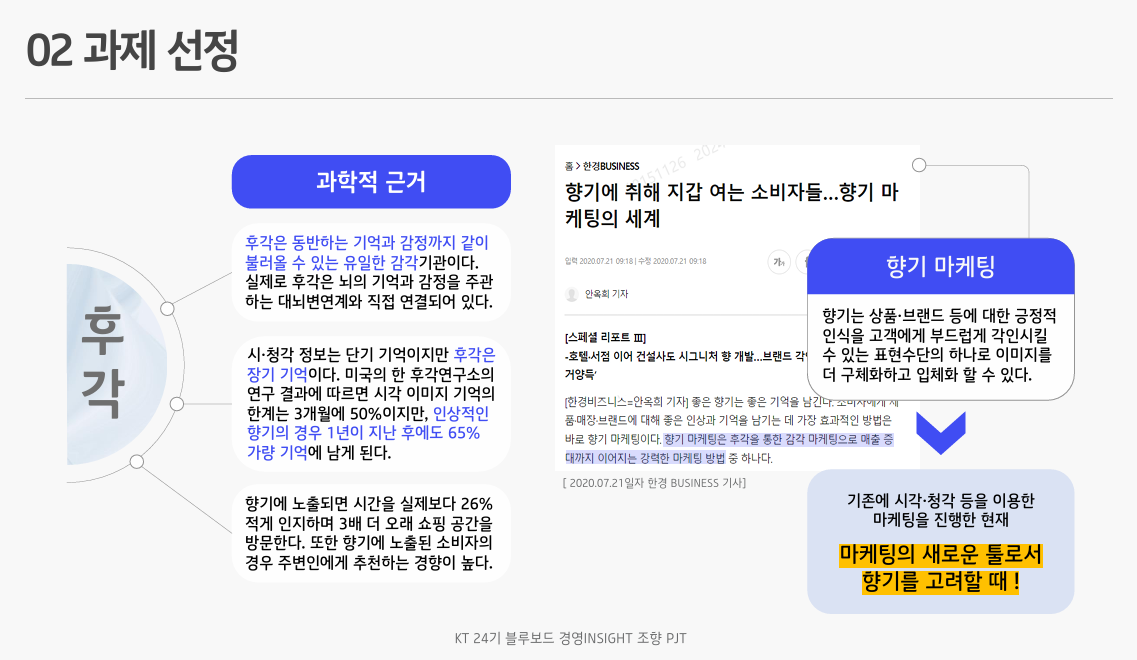 02 과제 선정
후
각
과학적 근거
후각은 동반하는 기억과 감정까지 같이
불러올 수 있는 유일한 감각기관이다.
실제로 후각은 뇌의 기억과 감정을 주관
하는 대뇌변연계와 직접 연결되어 있다.
시·청각 정보는 단기 기억이지만 후각은
장기 기억이다. 미국의 한 후각연구소의
연구 결과에 따르면 시각 이미지 기억의
한계는 3개월에 50%이지만, 인상적인
향기의 경우 1년이 지난 후에도 65%
가량 기억에 남게 된다.
향기에 노출되면 시간을 실제보다 26%
적게 인지하며 3배 더 오래 쇼핑 공간을
방문한다. 또한 향기에 노출된 소비자의
경우 주변인에게 추천하는 경향이 높다.
홈 > 한경BUSINESS
향기에 취해 지갑 여는 소비자들…향기 마
케팅의 세계
입력 2020.07.21 09:18 | 수정 2020.07.21 09:18
가가
안옥희 기자
[스페셜 리포트 Ⅲ]
-호텔·서점 이어 건설사도 시그니처 향 개발…브랜드
거양득'
[한경비즈니스=안옥희 기자] 좋은 향기는 좋은 기억을 남긴다. 소비자에게 제
품·매장·브랜드에 대해 좋은 인상과 기억을 남기는 데 가장 효과적인 방법은
바로 향기 마케팅이다. 향기 마케팅은 후각을 통한 감각 마케팅으로 매출 증
대까지 이어지는 강력한 마케팅 방법 중 하나다.
[ 2020.07.21일자 한경 BUSINESS 기사]
향기 마케팅
향기는 상품·브랜드 등에 대한 긍정적
인식을 고객에게 부드럽게 각인시킬
수 있는 표현수단의 하나로 이미지를
더 구체화하고 입체화 할 수 있다.
기존에 시각·청각 등을 이용한
마케팅을 진행한 현재
마케팅의 새로운 툴로서
향기를 고려할 때 !
KT 24기 블루보드 경영INSIGHT 조향 PJT